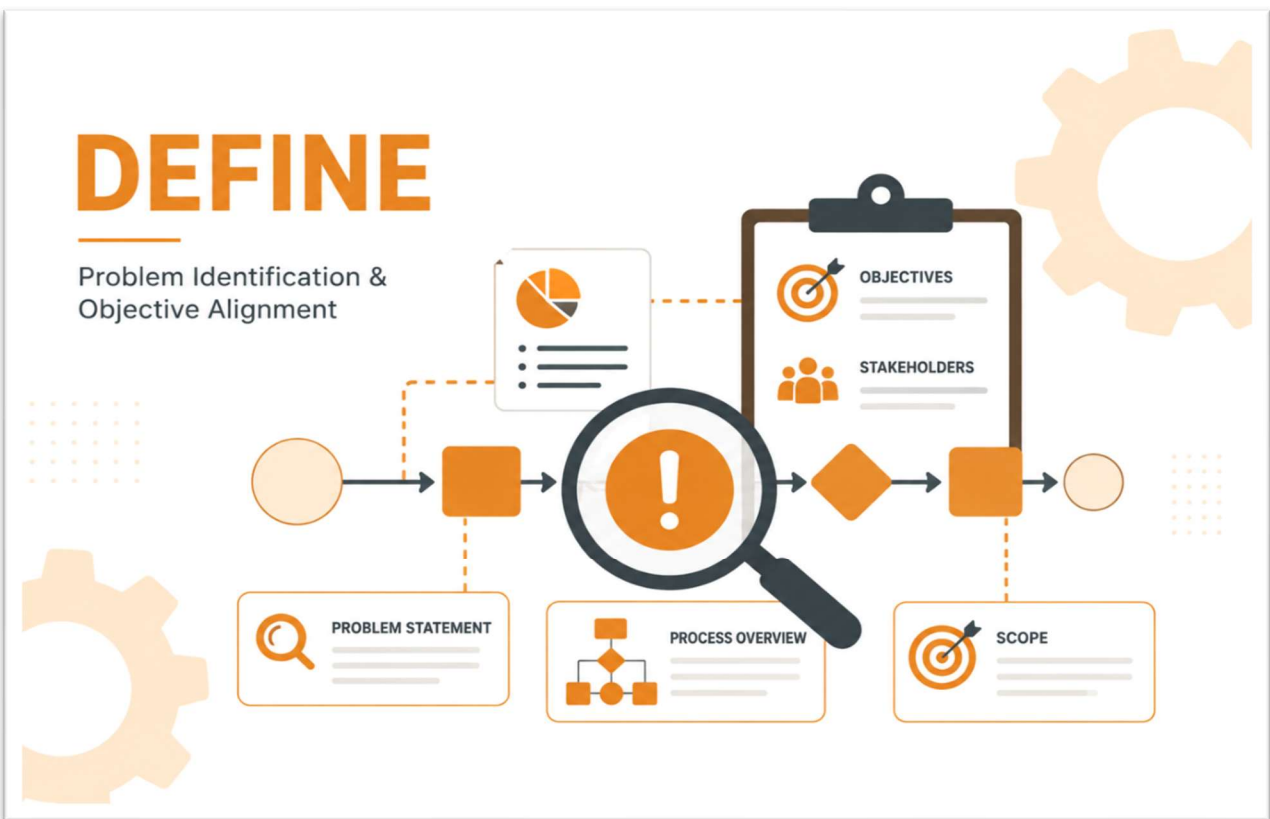 DEFINE
Problem Identification &
Objective Alignment
OBJECTIVES
STAKEHOLDERS
PROBLEM STATEMENT
PROCESS OVERVIEW
SCOPE